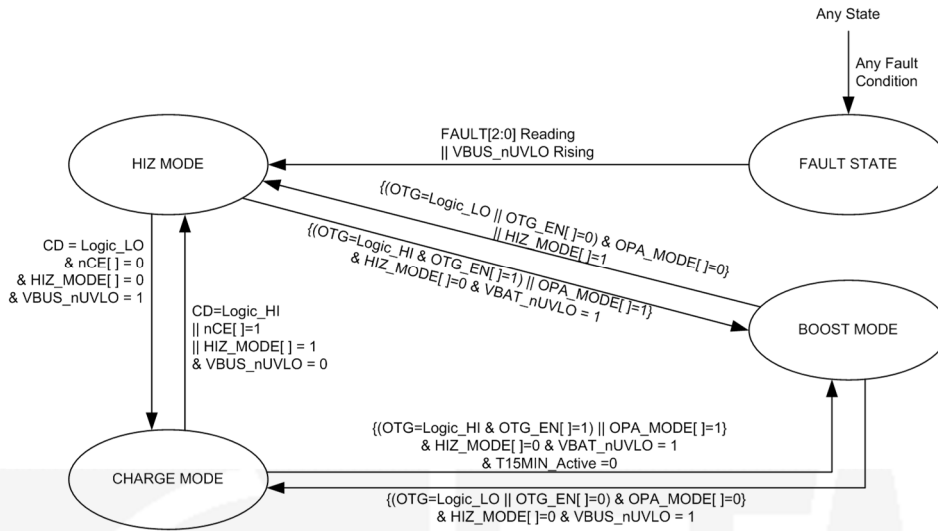 Any State
Any Fault
Condition
HIZ MODE
FAULT[2:0] Reading
|| VBUS_nUVLO Rising
FAULT STATE
{(OTG=Logic_LO || OTG_EN[ ]=0) & OPA_MODE[ ]=0}
|| HIZ_MODE[ ]=1
{(OTG=Logic_HI & OTG_EN[ ]=1) || OPA_MODE[ ]=1}
& HIZ_MODE[ ]=0 & VBAT_nUVLO = 1
CD = Logic_LO
& nCE[ ] = 0
& HIZ_MODE[ ] = 0
& VBUS_nUVLO = 1
CD=Logic_HI
|| nCE[ ]=1
|| HIZ_MODE[ ] = 1
& VBUS_nUVLO = 0
BOOST MODE
{(OTG=Logic_HI & OTG_EN[ ]=1) || OPA_MODE[ ]=1}
& HIZ_MODE[ ]=0 & VBAT_nUVLO = 1
& T15MIN_Active =0
CHARGE MODE
{(OTG=Logic_LO || OTG_EN[ ]=0) & OPA_MODE[ ]=0}
& HIZ_MODE[ ]=0 & VBUS_nUVLO = 1